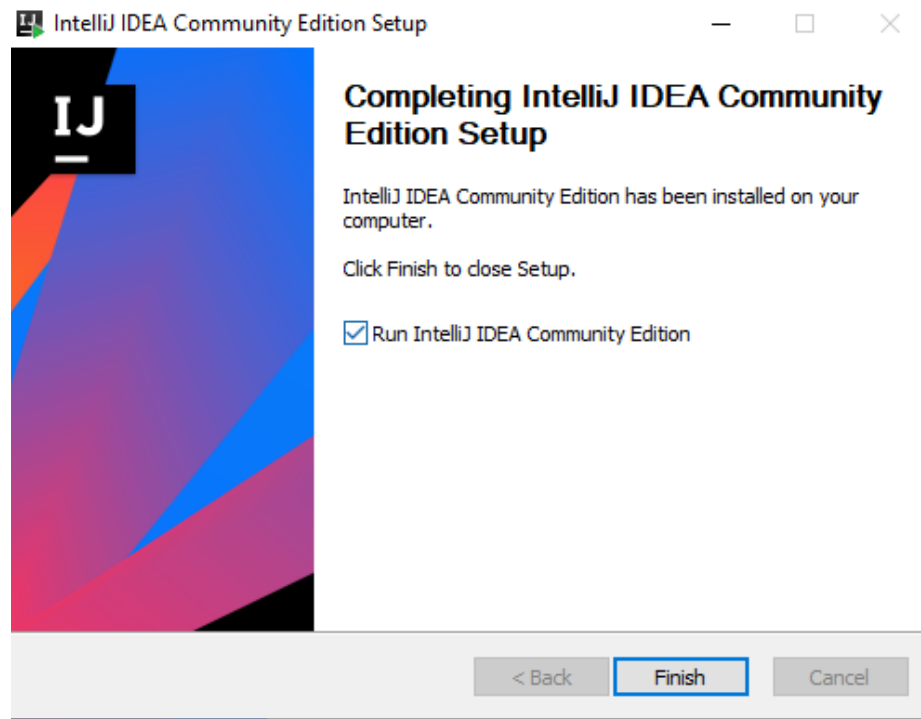 IntelliJ IDEA Community Edition Setup
IJ
Completing IntelliJ IDEA Community
Edition Setup
IntelliJ IDEA Community Edition has been installed on your
computer.
Click Finish to close Setup.
Run IntelliJ IDEA Community Edition
< Back
Finish
Cancel